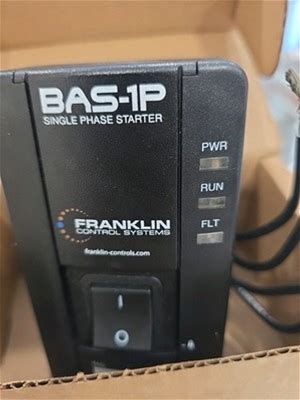 BAS-1P
SINGLE PHASE STARTER
PWR
RUN
FLT
FRANKLIN
CONTROL SYSTEMS
franklin-controls.com
I
O